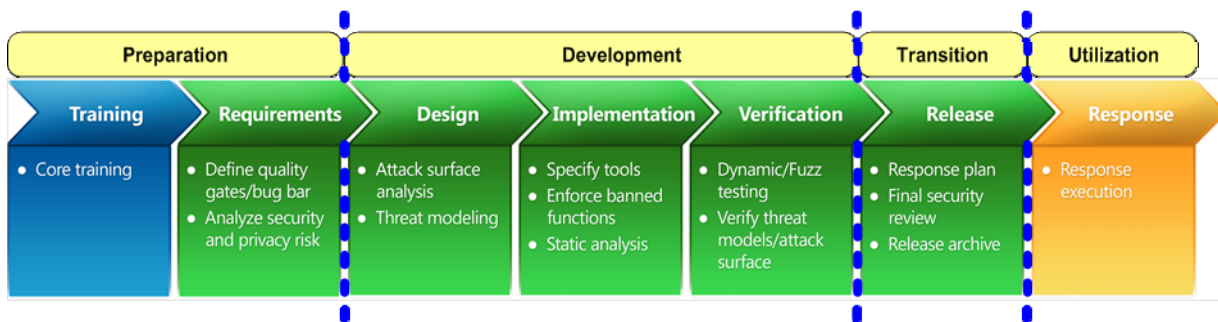 Preparation
Development
Transition
Utilization
Training
Requirements
Design
Implementation
Verification
Release
Response
• Core training
• Define quality
gates/bug bar
• Analyze security
and privacy risk
• Attack surface
analysis
• Threat modeling
• Specify tools
• Enforce banned
functions
• Static analysis
• Dynamic/Fuzz
testing
• Verify threat
models/attack
surface
• Response plan
• Final security
review
• Release archive
• Response
execution